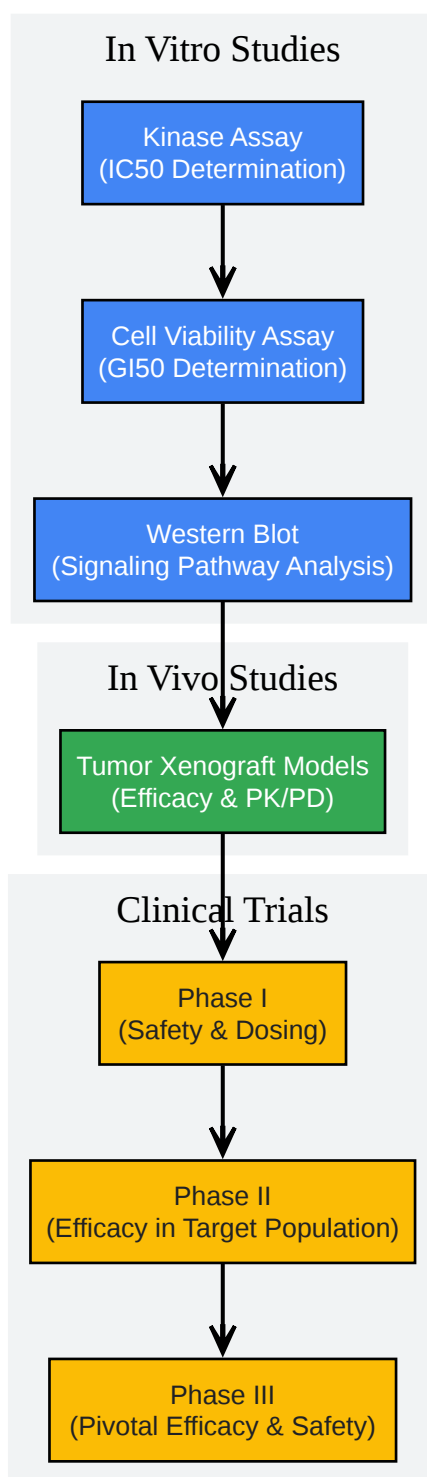 In Vitro Studies
Kinase Assay
(IC50 Determination)
Cell Viability Assay
(GI50 Determination)
Western Blot
(Signaling Pathway Analysis)
In Vivo Studies
Tumor Xenograft Models
(Efficacy & PK/PD)
Clinical Trials
Phase I
(Safety & Dosing)
Phase II
(Efficacy in Target Population)
Phase III
(Pivotal Efficacy & Safety)